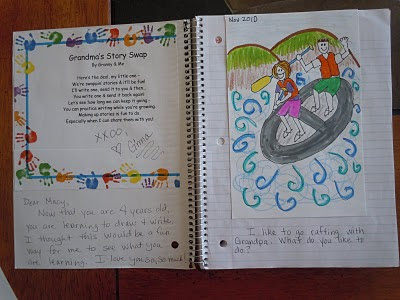 Grandma's Story Swap
By Granny & Me
Here's the deal, my little one -
We're swappin' stories & it'll be fun!
I'll write one, send it to you & then...
You write one & send it back again!
Let's see how long we can keep it going -
You can practice writing while you're growing.
Making up stories is fun to do.
Especially when I can share them with you!
XXOO
Gma
Dear Macy,
Now that you are 4 years old,
you are learning to draw & write.
I thought this would be a fun
way for me to see what you
are learning. I love you so, so much!
Nov 2010
I like to go rafting with
Grandpa. What do you like to
do?